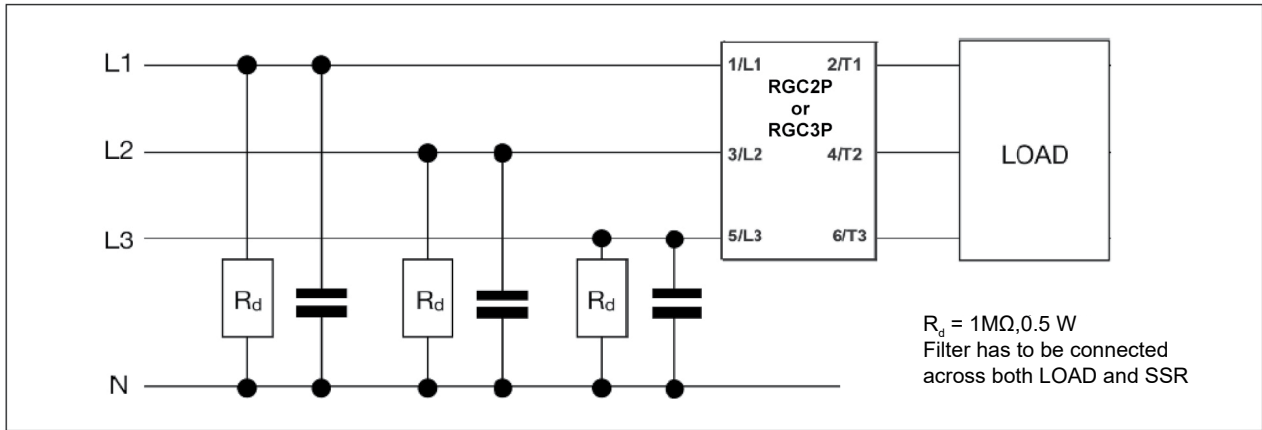 L1
1/L1 2/T1
RGC2P
or
RGC3P
L2
3/L2 4/T2
LOAD
L3
5/L3 6/T3
Rd Rd Rd
Rd = 1MΩ,0.5 W
Filter has to be connected
across both LOAD and SSR
N